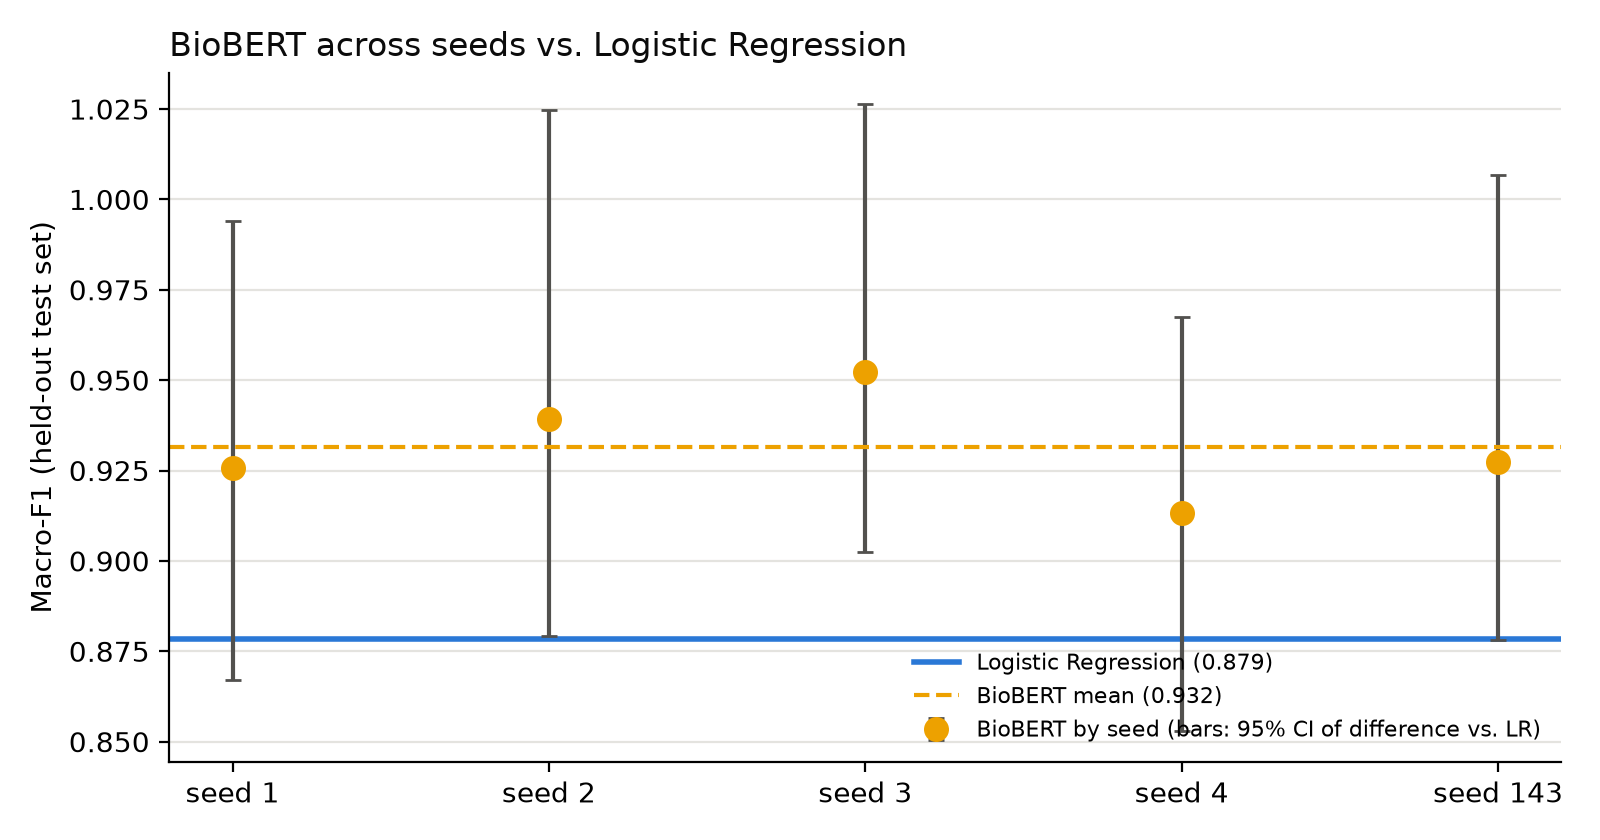 BioBERT across seeds vs. Logistic Regression
Macro-F1 (held-out test set)
1.025
1.000
0.975
0.950
0.925
0.900
0.875
0.850
Logistic Regression (0.879)
BioBERT mean (0.932)
BioBERT by seed (bars: 95% CI of difference vs. LR)
seed 1
seed 2
seed 3
seed 4
seed 143